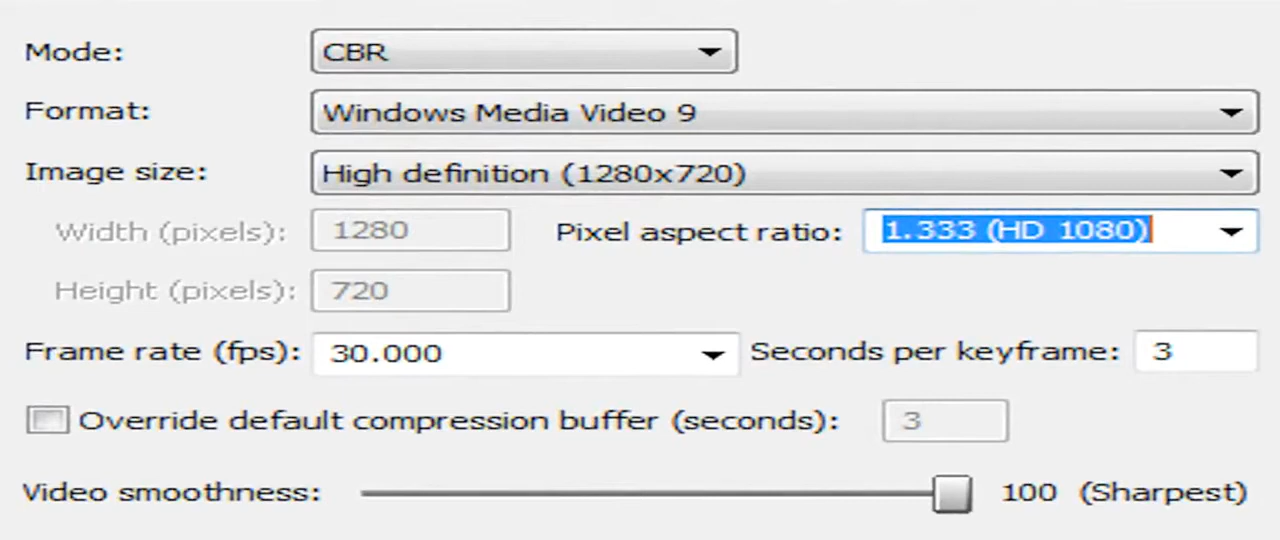 Mode: CBR
Format: Windows Media Video 9
Image size: High definition (1280x720)
Width (pixels): 1280 Pixel aspect ratio: 1.333 (HD 1080)
Height (pixels): 720
Frame rate (fps): 30.000 Seconds per keyframe: 3
Override default compression buffer (seconds): 3
Video smoothness: 100 (Sharpest)